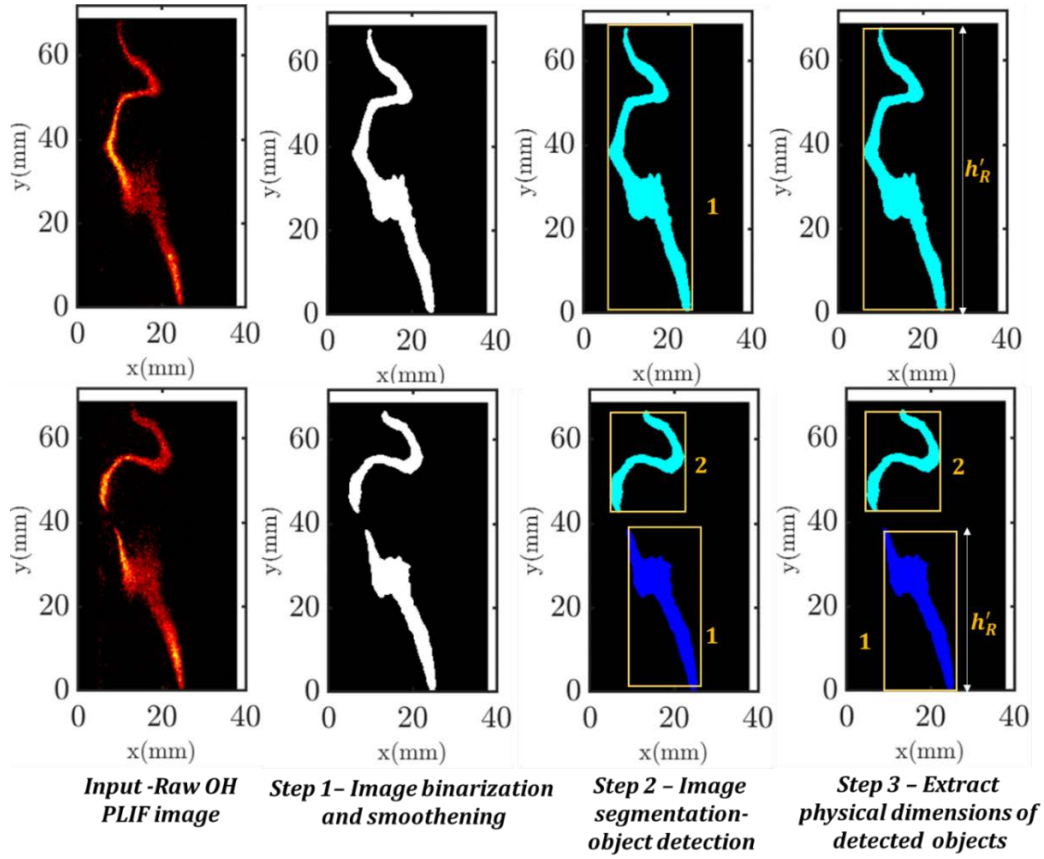 60
40
20
0
y(mm)
0 20 40
x(mm)
60
40
20
0
y(mm)
0 20 40
x(mm)
60
40
20
0
y(mm)
1
0 20 40
x(mm)
60
40
20
0
y(mm)
h′R
0 20 40
x(mm)
60
40
20
0
y(mm)
0 20 40
x(mm)
60
40
20
0
y(mm)
0 20 40
x(mm)
60
40
20
0
y(mm)
2
1
0 20 40
x(mm)
60
40
20
0
y(mm)
2
1
h′R
0 20 40
x(mm)
Input -Raw OH
PLIF image
Step 1 – Image binarization
and smoothening
Step 2 – Image
segmentation-
object detection
Step 3 – Extract
physical dimensions of
detected objects